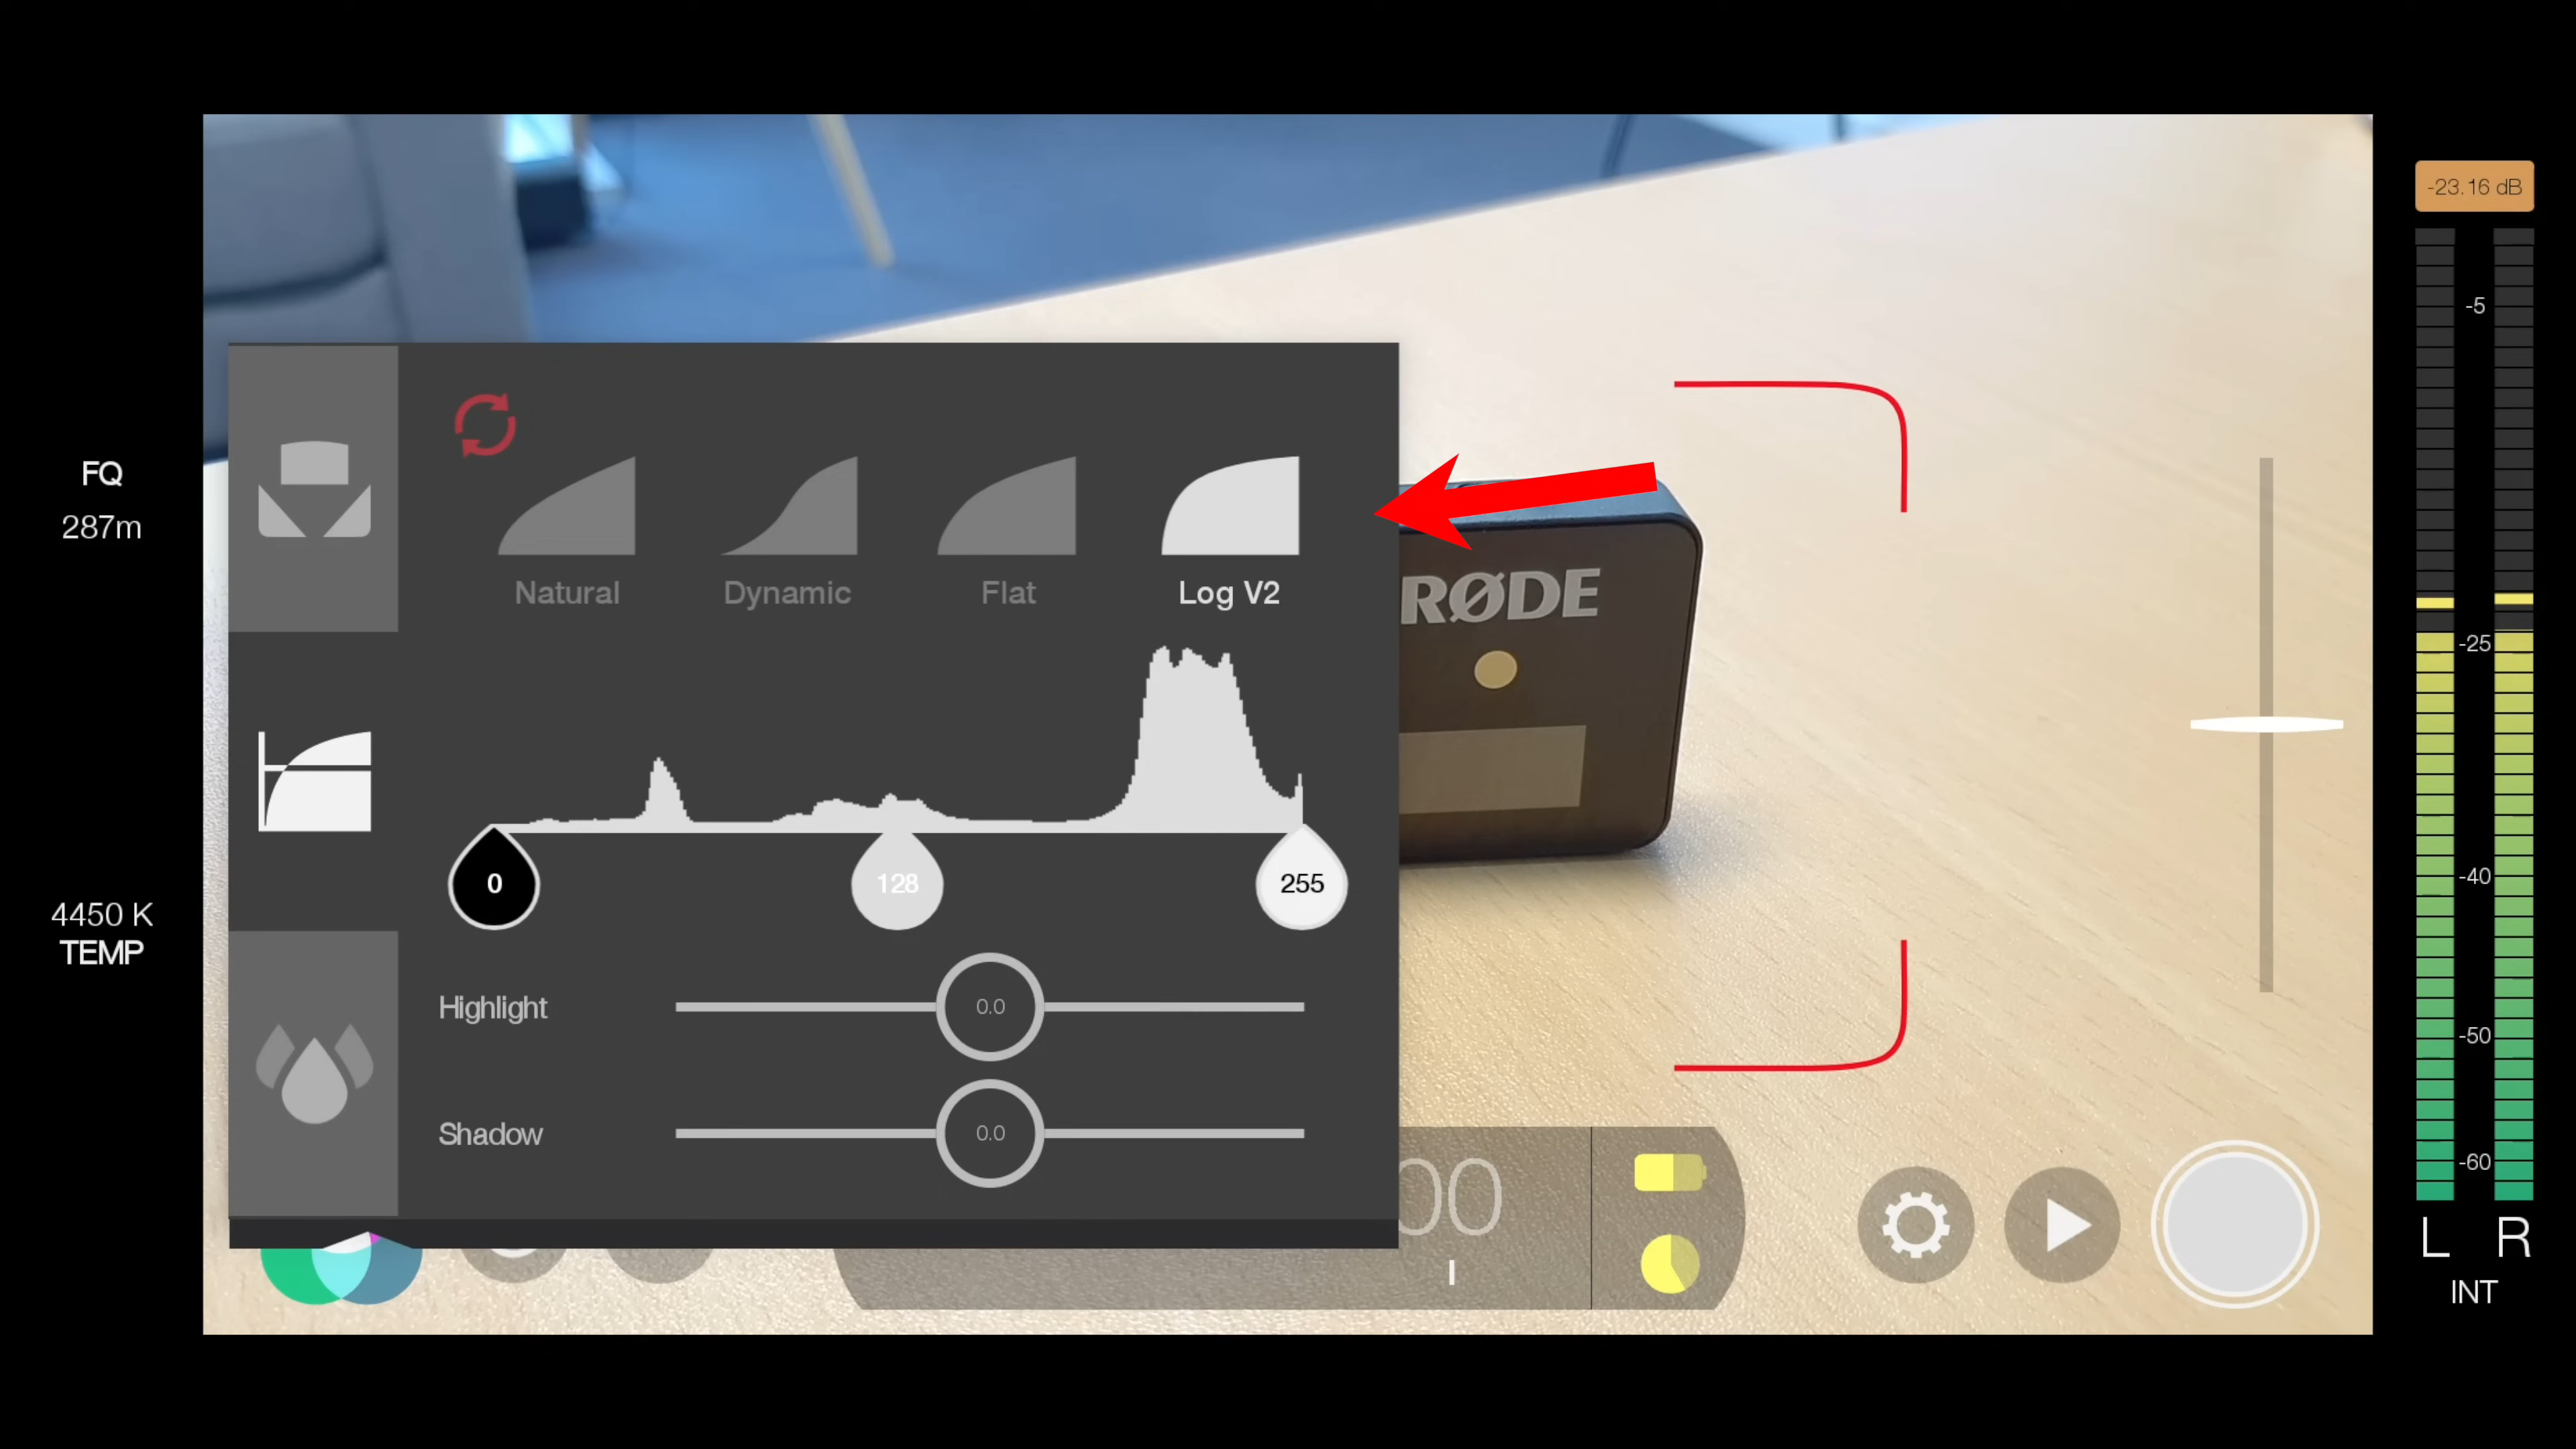 -23.16 dB
-5
FQ
287m
Natural
Dynamic
Flat
Log V2
RØDE
-25
0
128
255
-40
4450 K
TEMP
Highlight
0.0
-50
Shadow
0.0
00
-60
L R
INT